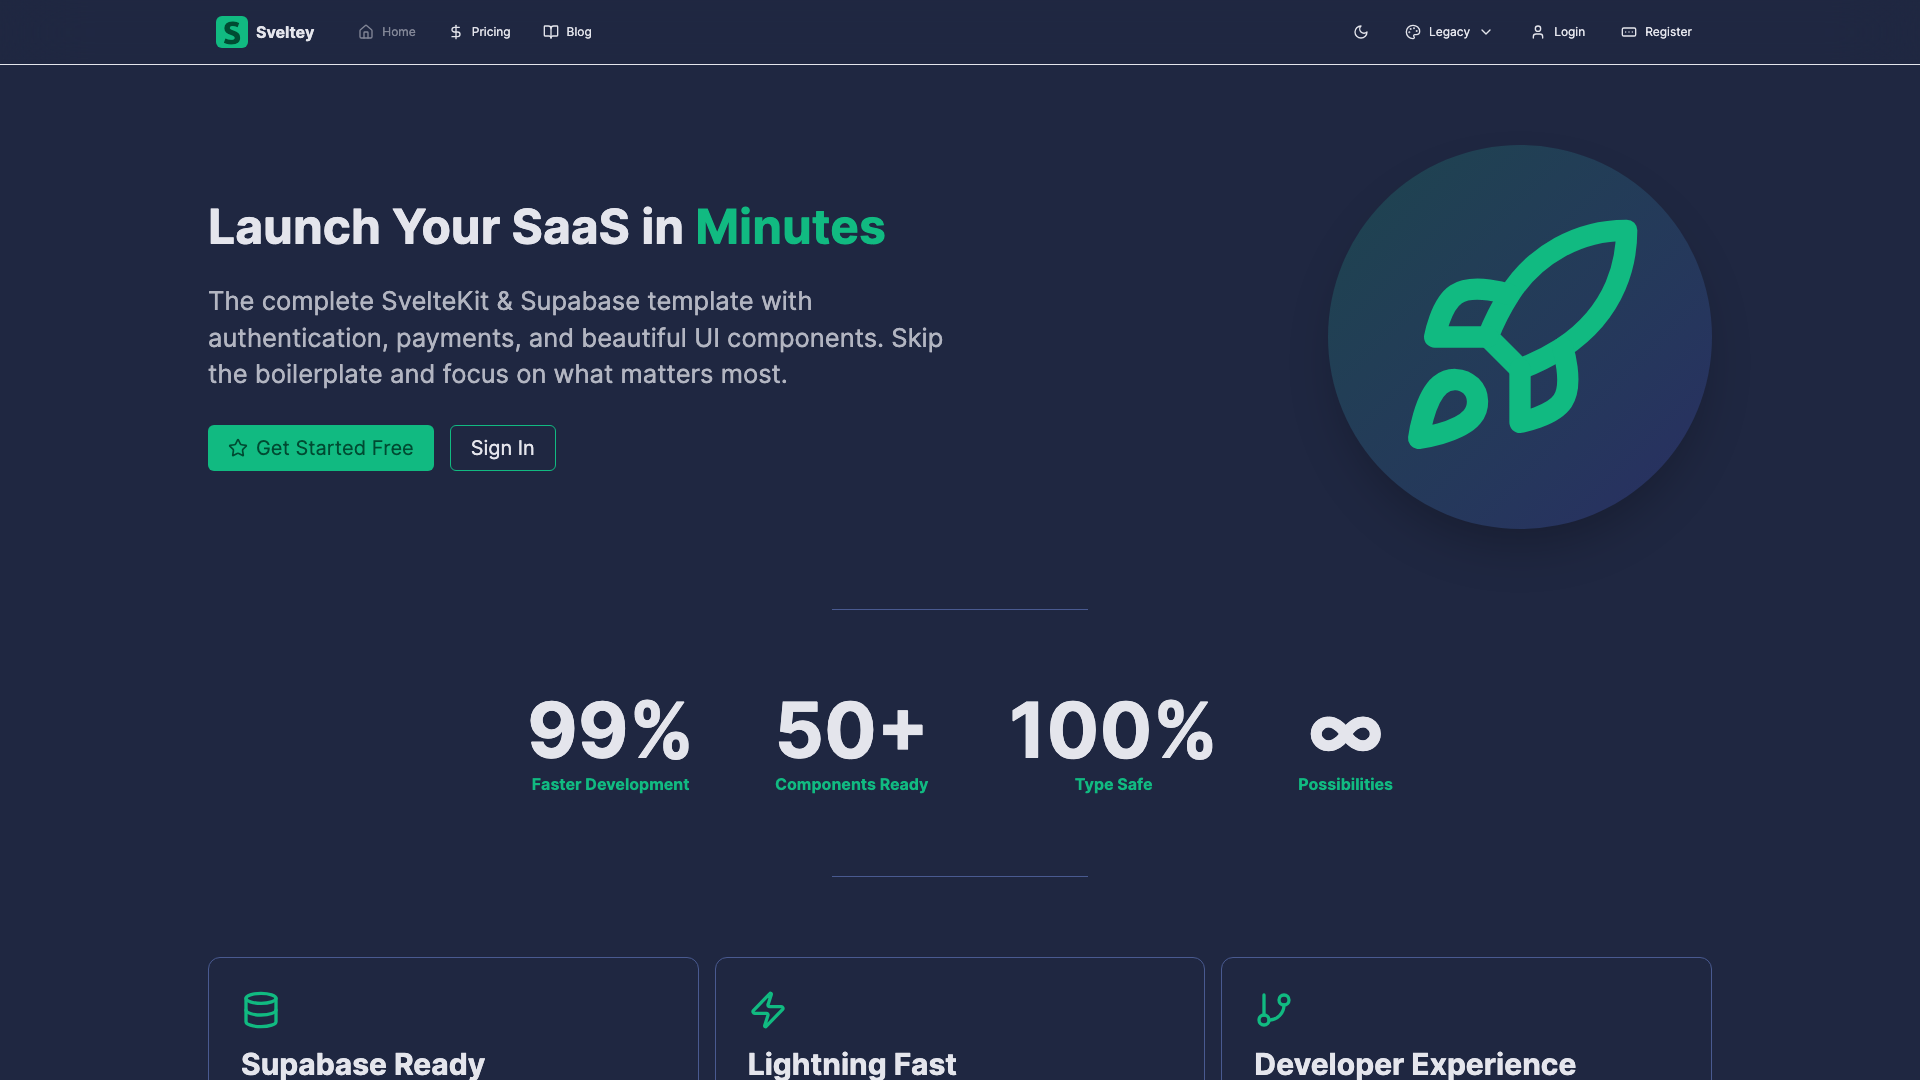 S Sveltey Home Pricing Blog Legacy Login Register
Launch Your SaaS in Minutes
The complete SvelteKit & Supabase template with
authentication, payments, and beautiful UI components. Skip
the boilerplate and focus on what matters most.
Get Started Free Sign In
99% 50+ 100% ∞
Faster Development Components Ready Type Safe Possibilities
Supabase Ready Lightning Fast Developer Experience